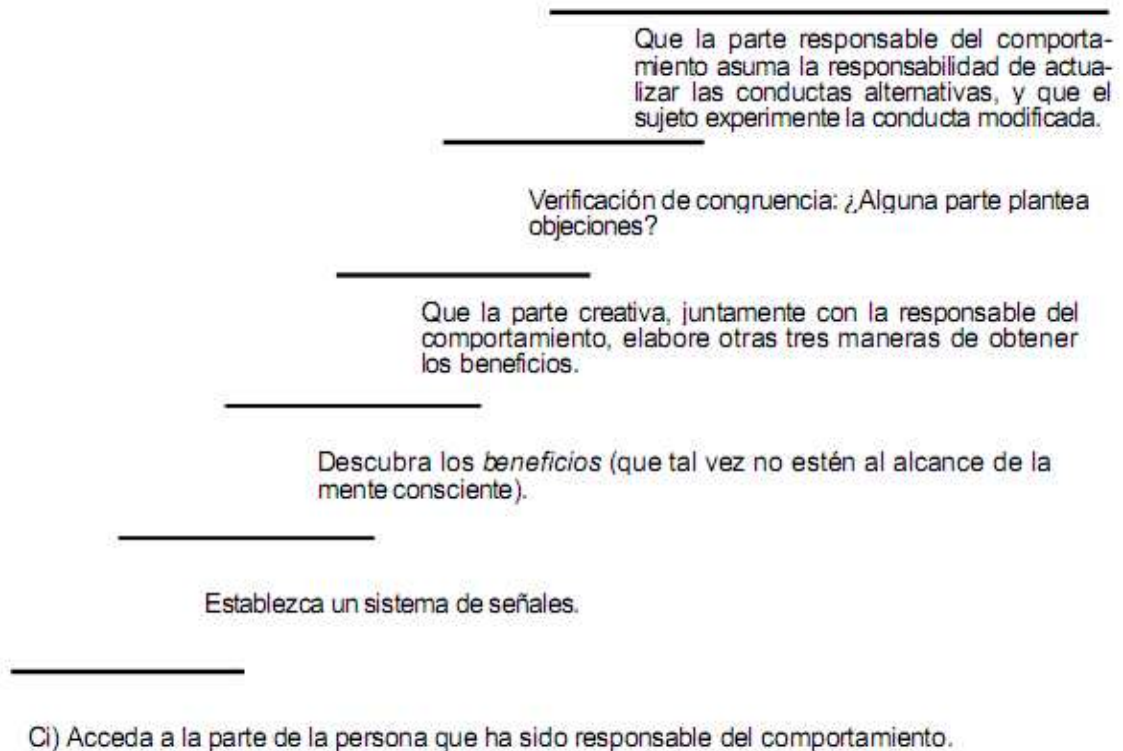 Que la parte responsable del comporta-
miento asuma la responsabilidad de actua-
lizar las conductas alternativas, y que el
sujeto experimente la conducta modificada.
Verificación de congruencia: ¿Alguna parte plantea
objeciones?
Que la parte creativa, juntamente con la responsable del
comportamiento, elabore otras tres maneras de obtener
los beneficios.
Descubra los beneficios (que tal vez no estén al alcance de la
mente consciente).
Establezca un sistema de señales.
Ci) Acceda a la parte de la persona que ha sido responsable del comportamiento.